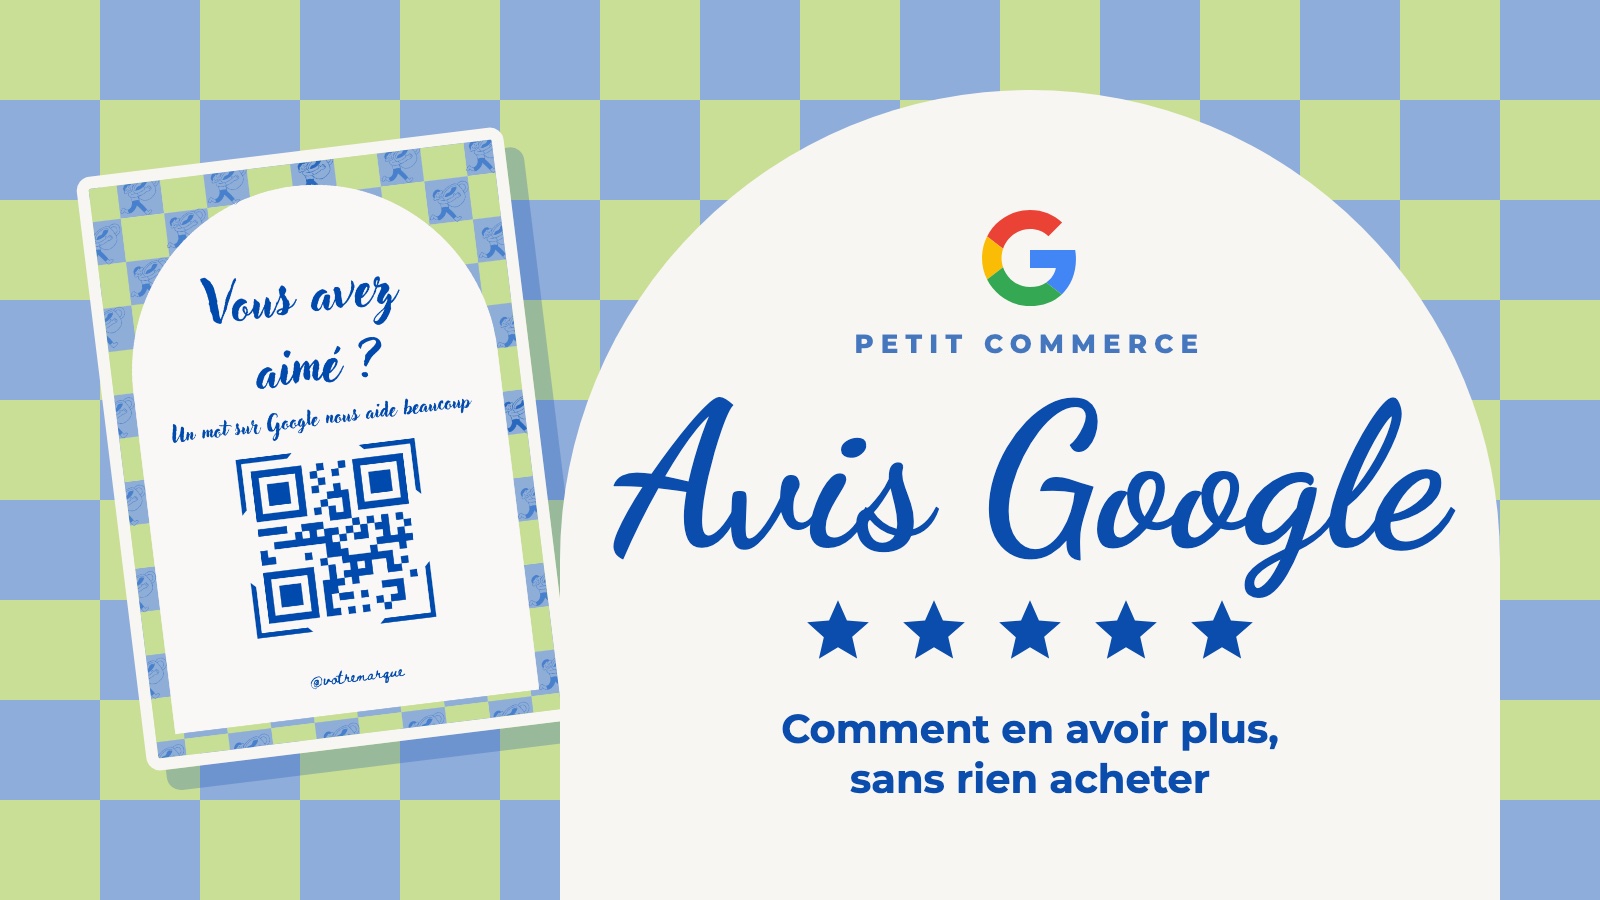 Vous avez
aimé ?
Un mot sur Google nous aide beaucoup
@votremarque
PETIT COMMERCE
Avis Google
Comment en avoir plus,
sans rien acheter